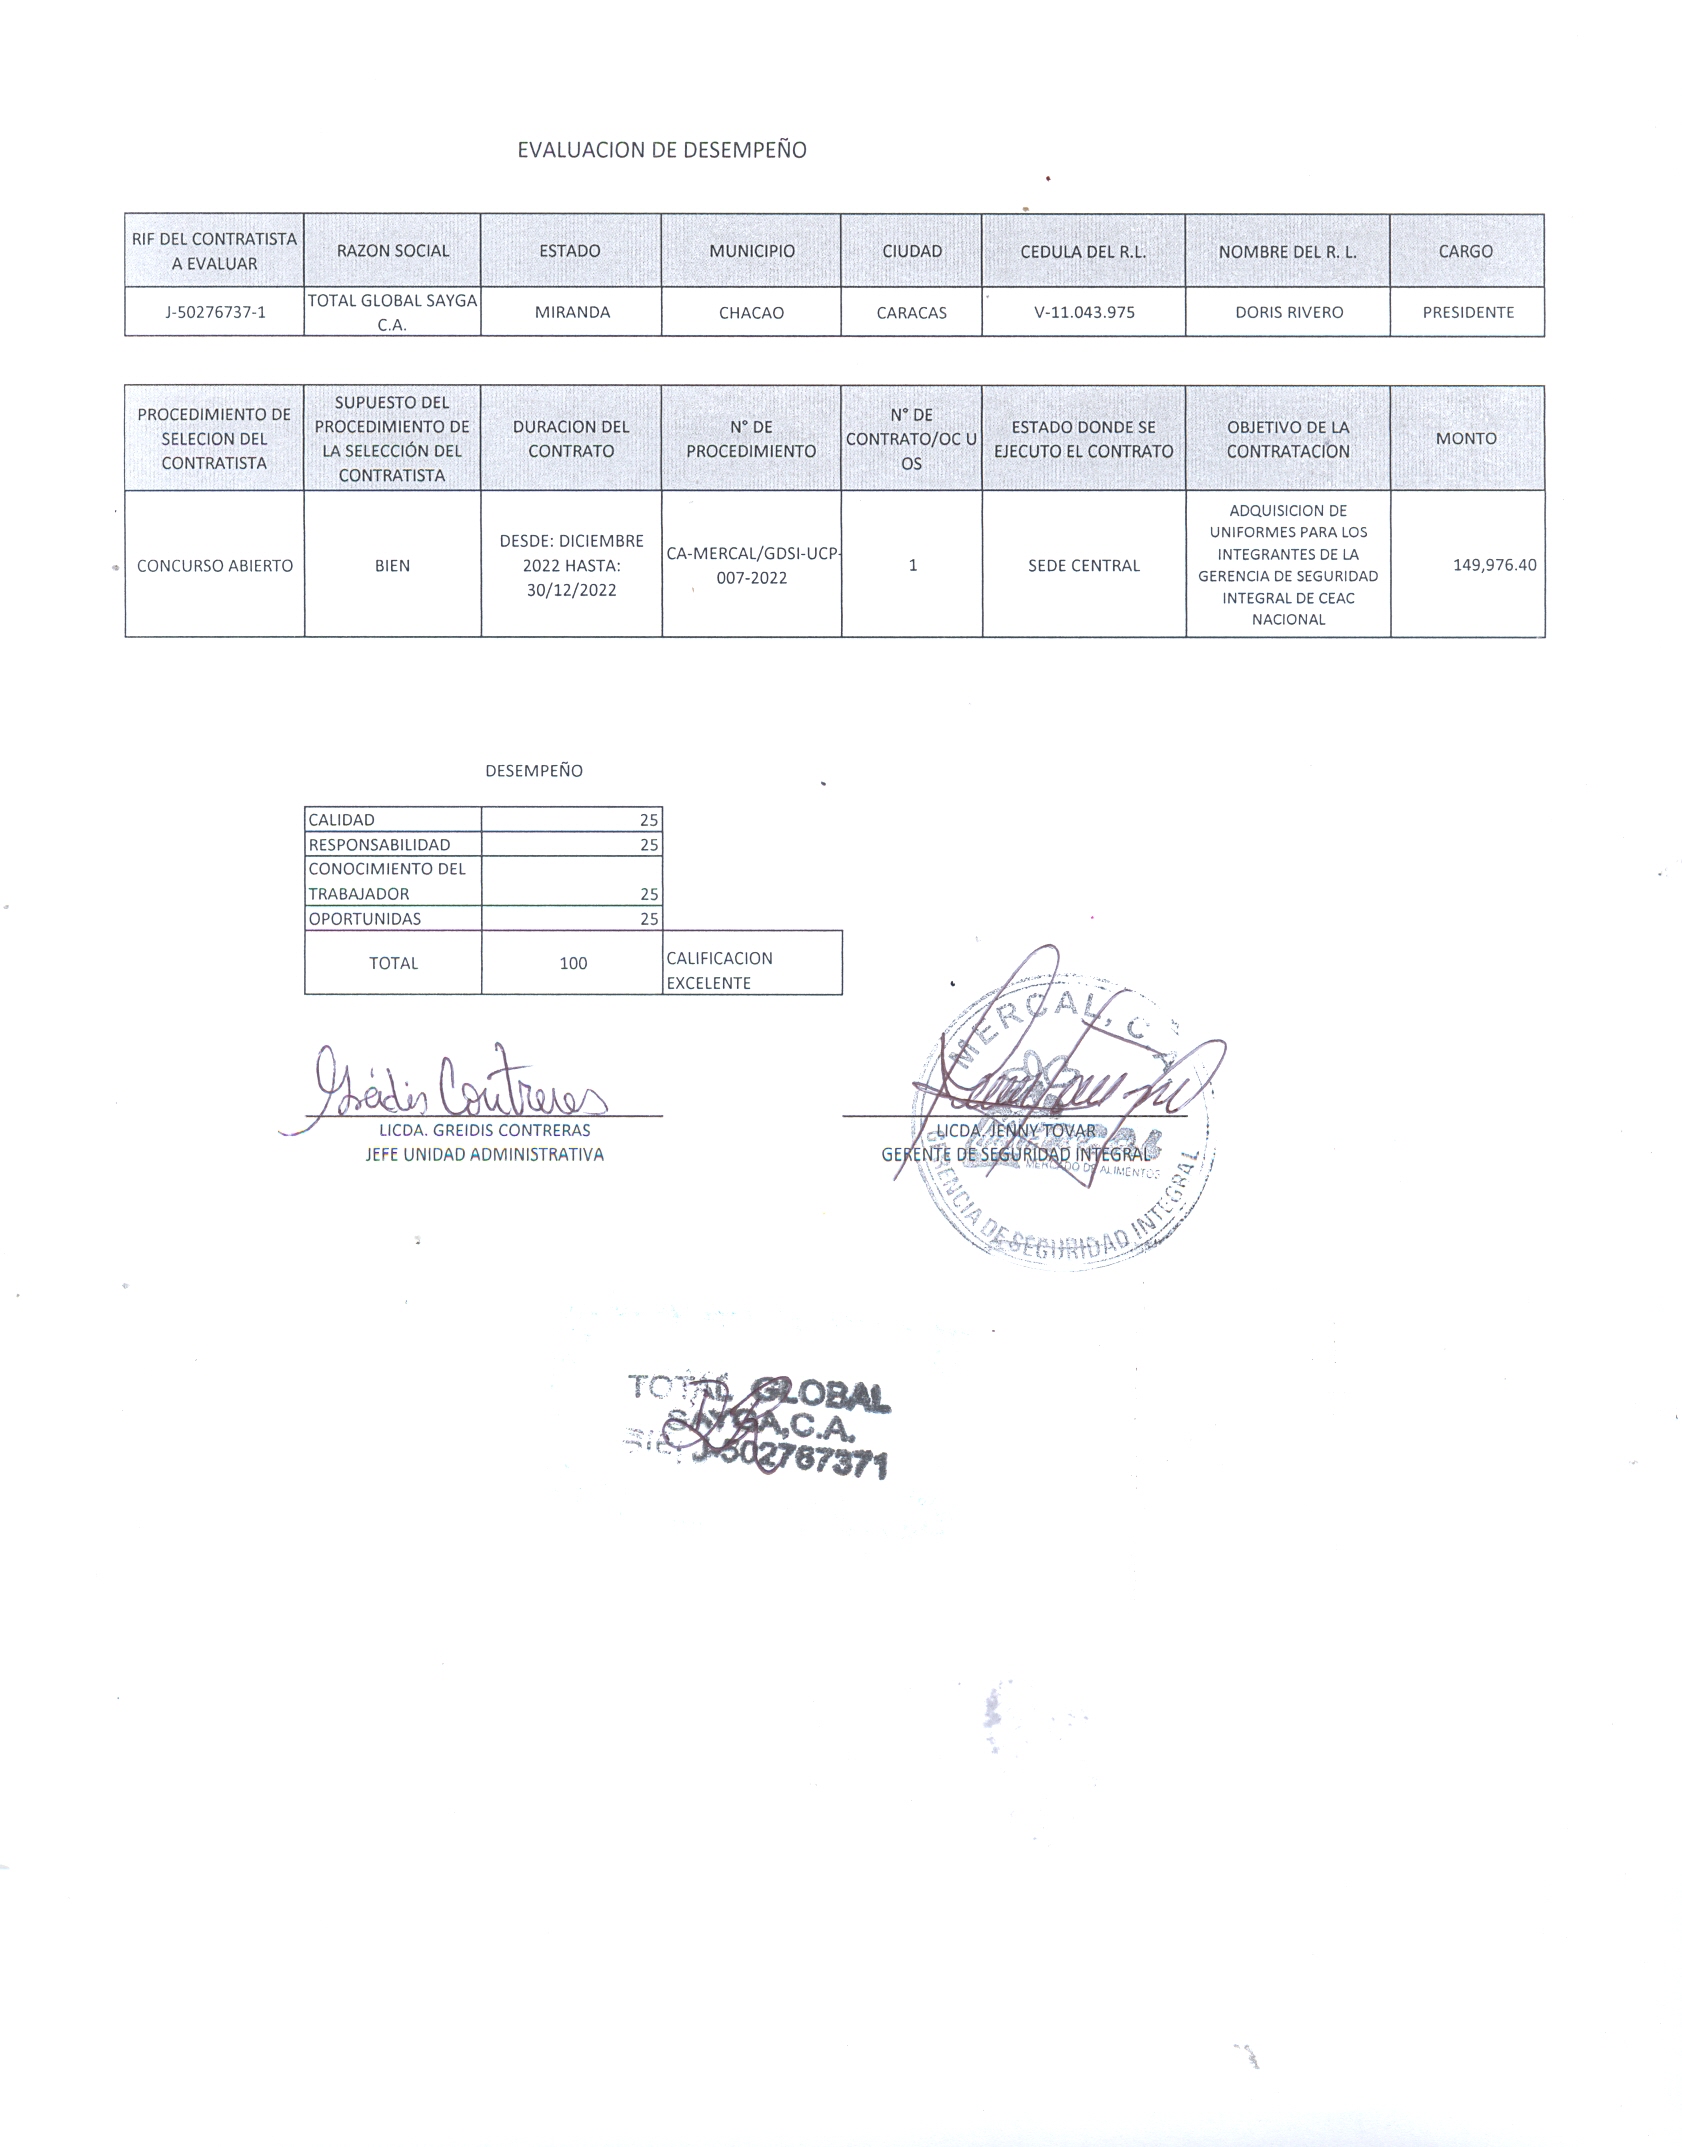 EVALUACION DE DESEMPEÑO
RIF DEL CONTRATISTA A EVALUAR
RAZON SOCIAL
ESTADO
MUNICIPIO
CIUDAD
CEDULA DEL R.L.
NOMBRE DEL R. L.
CARGO
J-50276737-1
TOTAL GLOBAL SAYGA C.A.
MIRANDA
CHACAO
CARACAS
V-11.043.975
DORIS RIVERO
PRESIDENTE
PROCEDIMIENTO DE SELECION DEL CONTRATISTA
SUPUESTO DEL PROCEDIMIENTO DE LA SELECCIÓN DEL CONTRATISTA
DURACION DEL CONTRATO
N° DE PROCEDIMIENTO
N° DE CONTRATO/OC U OS
ESTADO DONDE SE EJECUTO EL CONTRATO
OBJETIVO DE LA CONTRATACION
MONTO
CONCURSO ABIERTO
BIEN
DESDE: DICIEMBRE 2022 HASTA: 30/12/2022
CA-MERCAL/GDSI-UCP-007-2022
1
SEDE CENTRAL
ADQUISICION DE UNIFORMES PARA LOS INTEGRANTES DE LA GERENCIA DE SEGURIDAD INTEGRAL DE CEAC NACIONAL
149,976.40
DESEMPEÑO
CALIDAD 25
RESPONSABILIDAD 25
CONOCIMIENTO DEL
TRABAJADOR 25
OPORTUNIDAS 25
TOTAL 100 CALIFICACION EXCELENTE
Greidis Contreras
LICDA. GREIDIS CONTRERAS
JEFE UNIDAD ADMINISTRATIVA
LICDA. JENNY TOVAR
GERENTE DE SEGURIDAD INTEGRAL
MERCAL, C.A
MERCAL
MERCADO DE ALIMENTOS
GERENCIA DE SEGURIDAD INTEGRAL
TOTAL GLOBAL
SAYGA,C.A.
Rif: J-502767371